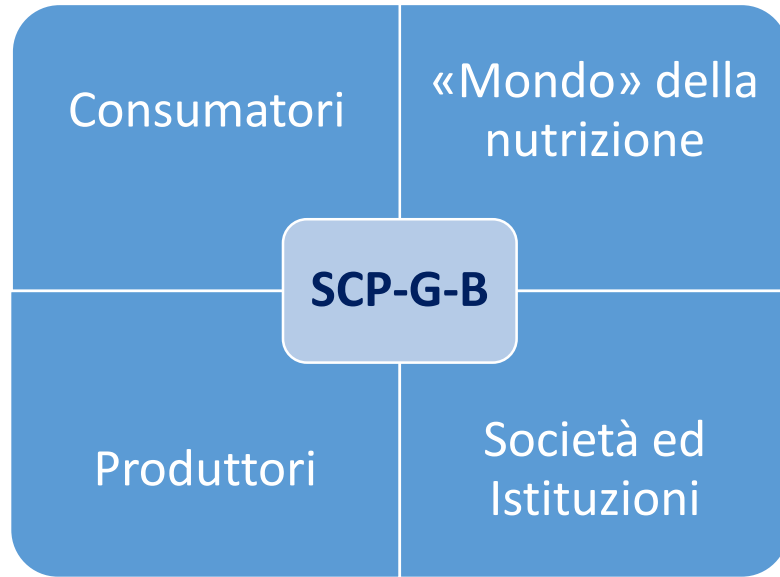 Consumatori
«Mondo» della
nutrizione
SCP-G-B
Produttori
Società ed
Istituzioni